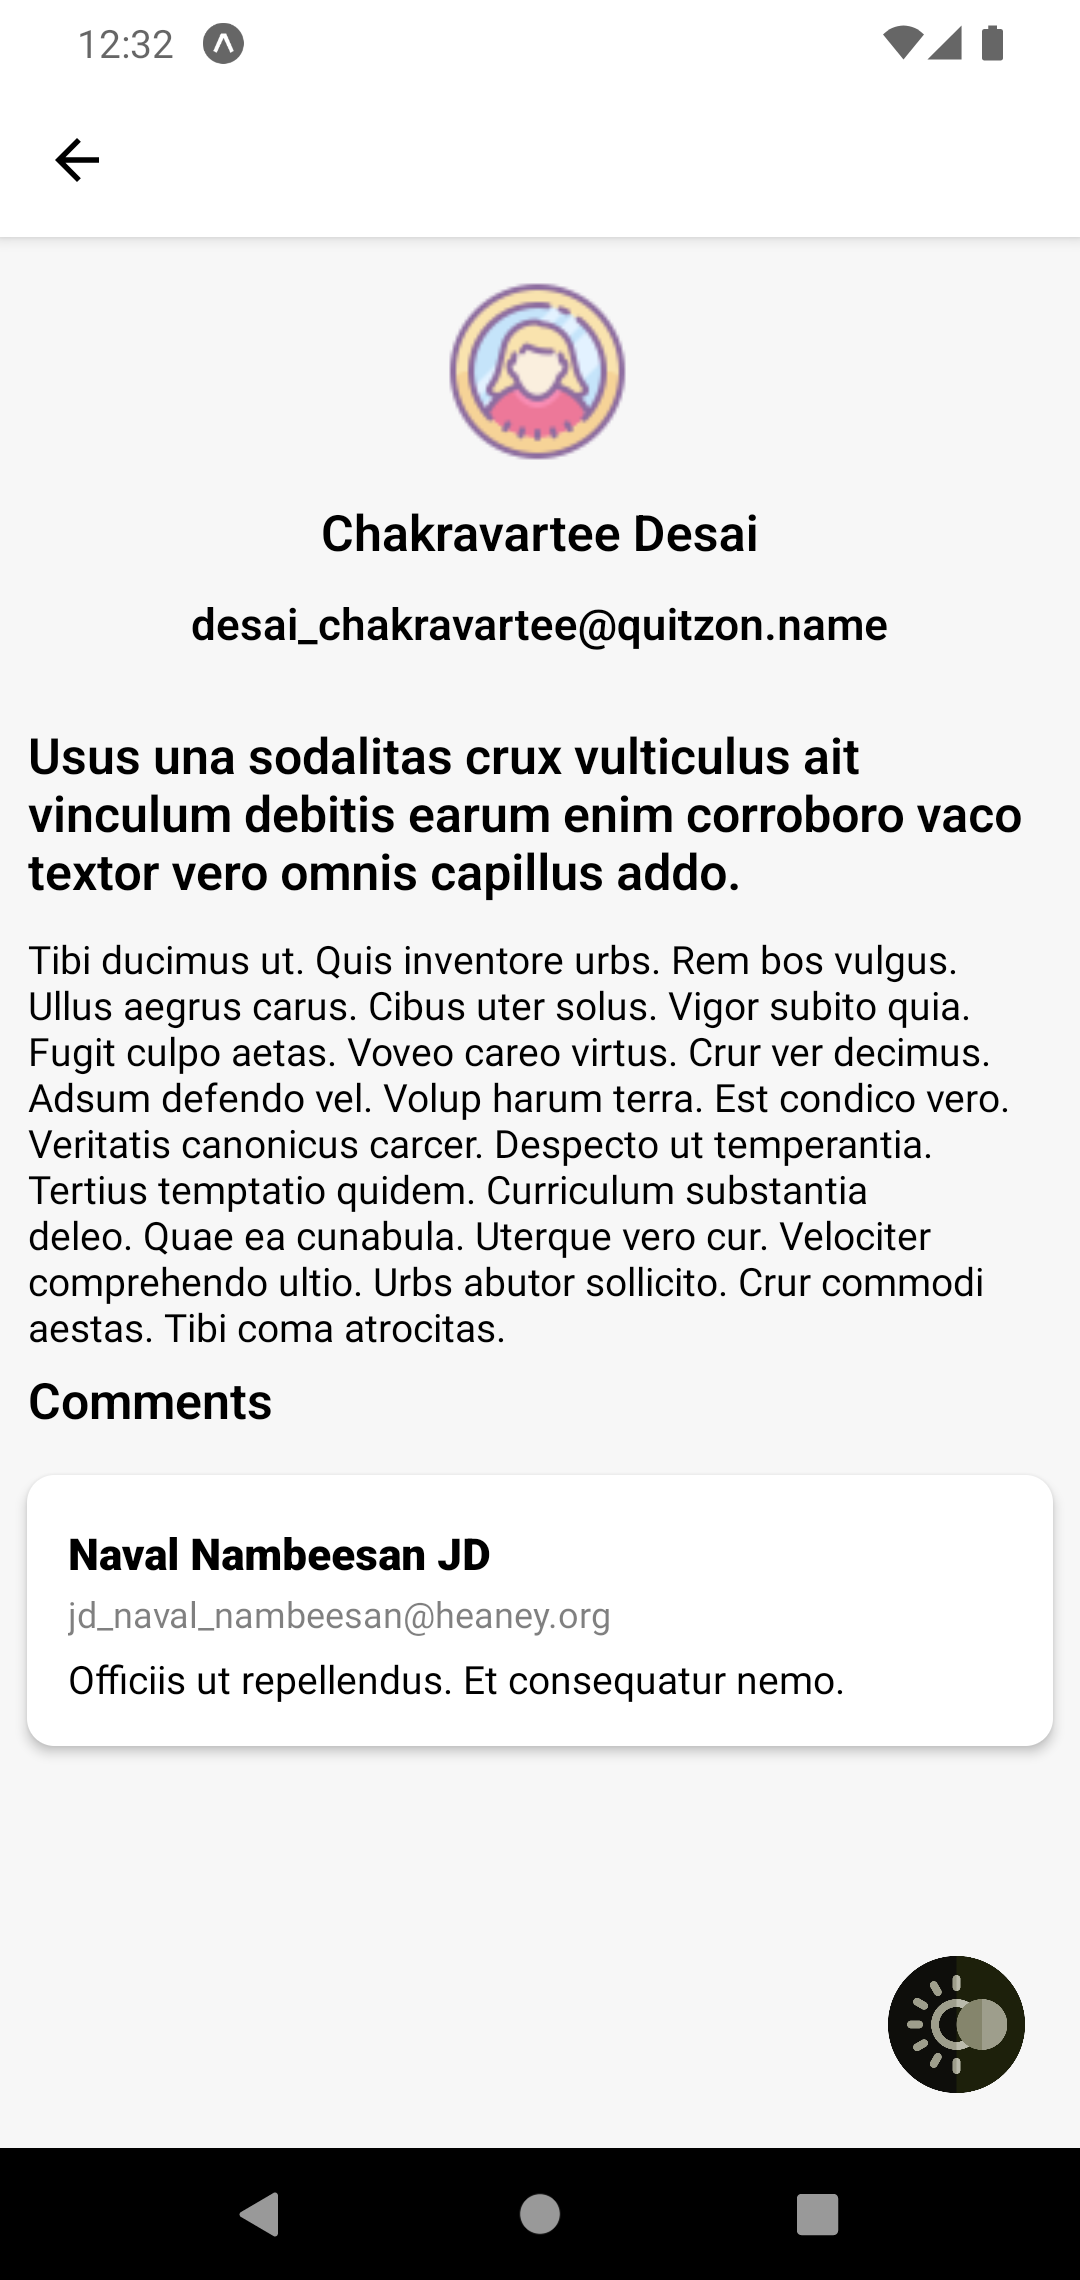 12:32
Chakravartee Desai
desai_chakravartee@quitzon.name
Usus una sodalitas crux vulticulus ait
vinculum debitis earum enim corroboro vaco
textor vero omnis capillus addo.
Tibi ducimus ut. Quis inventore urbs. Rem bos vulgus.
Ullus aegrus carus. Cibus uter solus. Vigor subito quia.
Fugit culpo aetas. Voveo careo virtus. Crur ver decimus.
Adsum defendo vel. Volup harum terra. Est condico vero.
Veritatis canonicus carcer. Despecto ut temperantia.
Tertius temptatio quidem. Curriculum substantia
deleo. Quae ea cunabula. Uterque vero cur. Velociter
comprehendo ultio. Urbs abutor sollicito. Crur commodi
aestas. Tibi coma atrocitas.
Comments
Naval Nambeesan JD
jd_naval_nambeesan@heaney.org
Officiis ut repellendus. Et consequatur nemo.